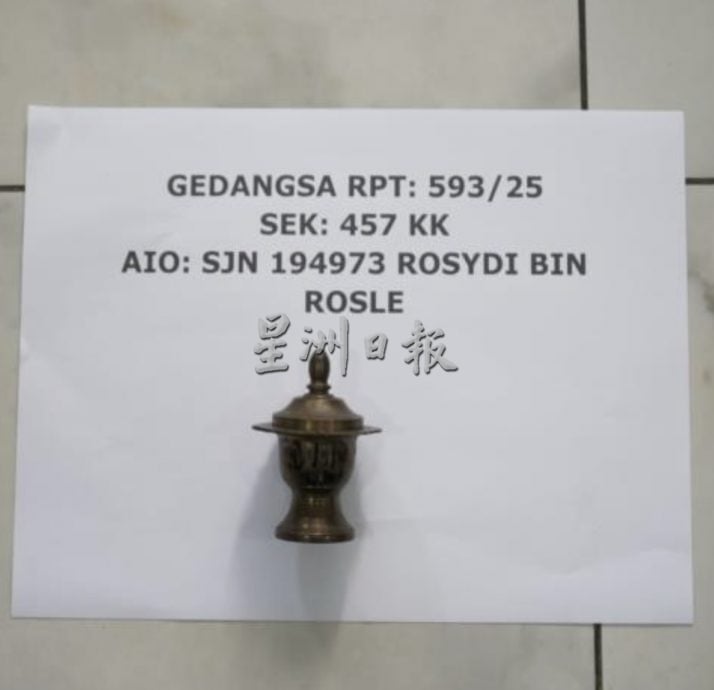 GEDANGSA RPT: 593/25
SEK: 457 KK
AIO: SJN 194973 ROSYDI BIN
ROSLE
星洲日報